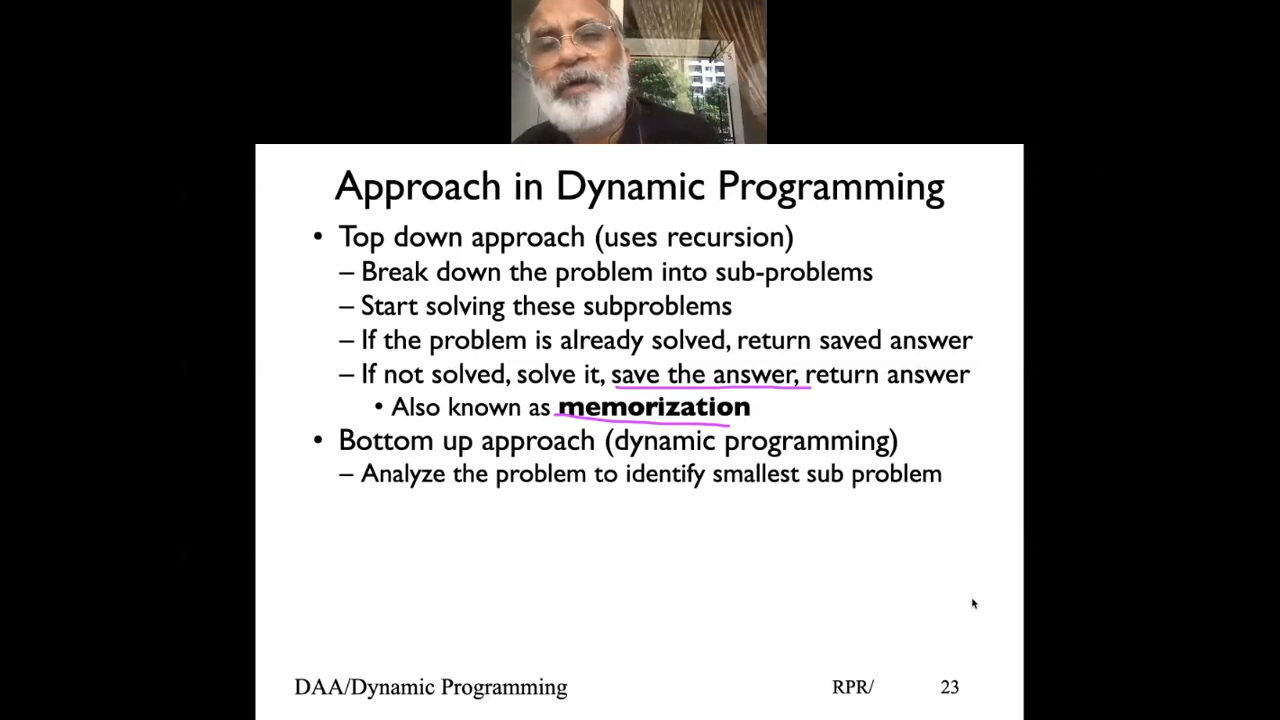 Approach in Dynamic Programming
• Top down approach (uses recursion)
– Break down the problem into sub-problems
– Start solving these subproblems
– If the problem is already solved, return saved answer
– If not solved, solve it, save the answer, return answer
• Also known as memorization
• Bottom up approach (dynamic programming)
– Analyze the problem to identify smallest sub problem
DAA/Dynamic Programming RPR/ 23